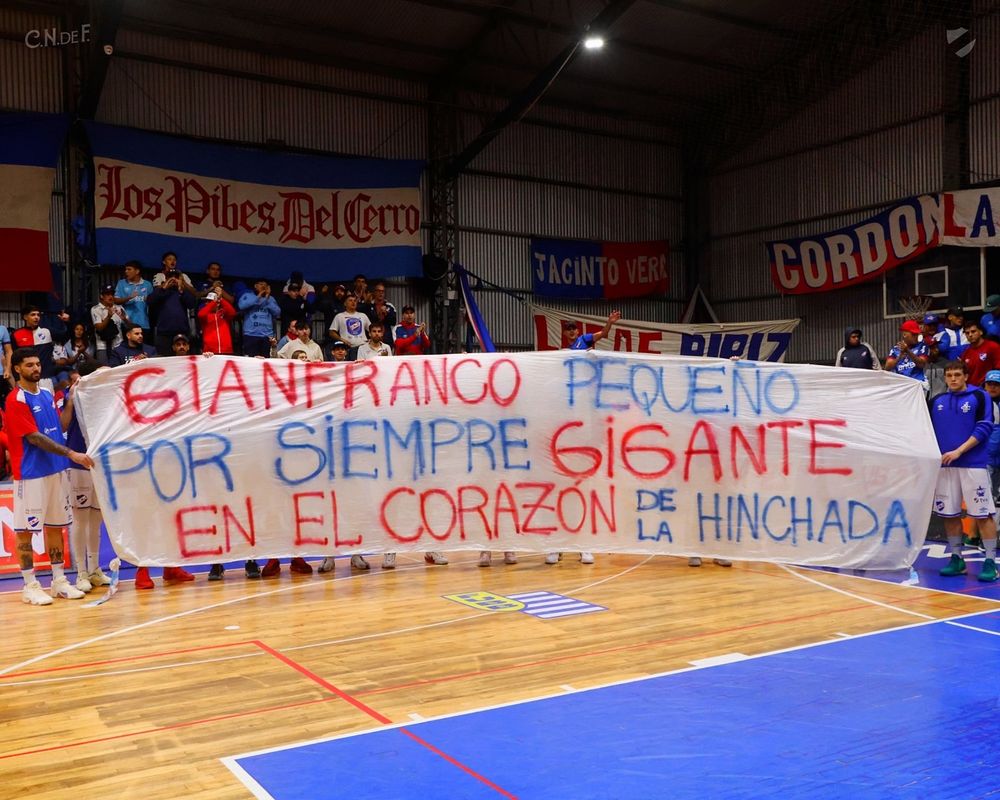 C.N.DE F.
Los Pibes Del Cerro
JACINTO VERA
CORDON
LA
GIANFRANCO PEQUEÑO
POR SIEMPRE GIGANTE
EN EL CORAZÓN DE LA HINCHADA